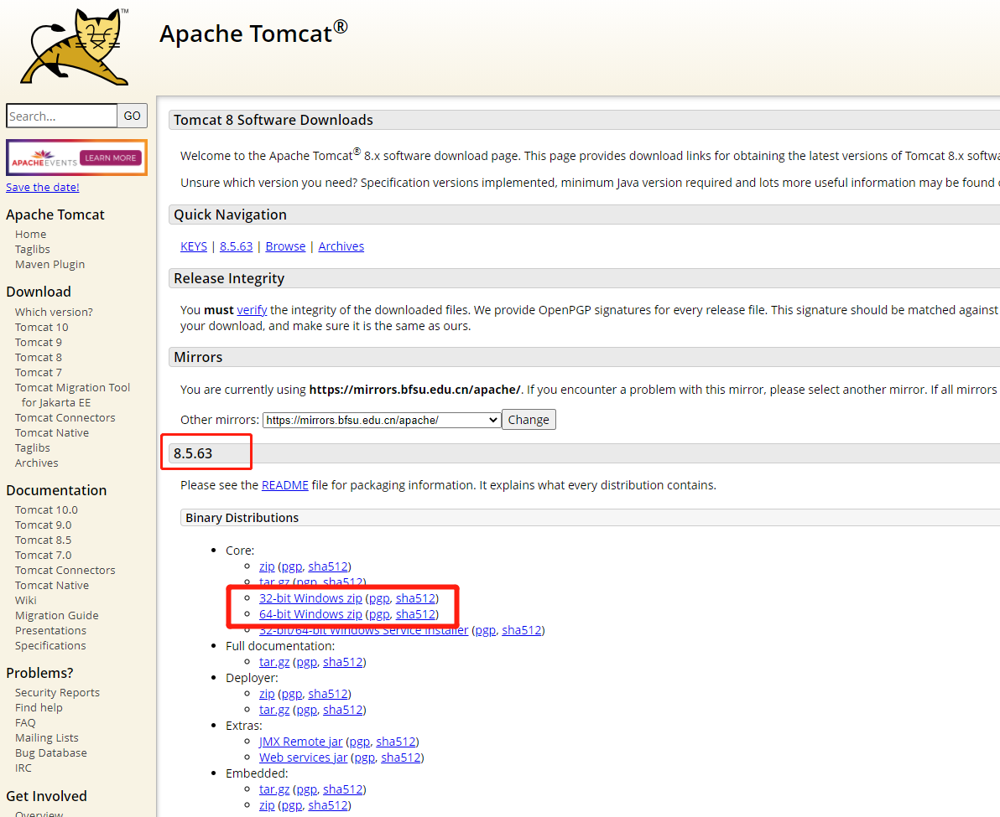 TM
Apache Tomcat®
Search... GO
APACHEEVENTS LEARN MORE
Save the date!
Apache Tomcat
Home
Taglibs
Maven Plugin
Download
Which version?
Tomcat 10
Tomcat 9
Tomcat 8
Tomcat 7
Tomcat Migration Tool
for Jakarta EE
Tomcat Connectors
Tomcat Native
Taglibs
Archives
Documentation
Tomcat 10.0
Tomcat 9.0
Tomcat 8.5
Tomcat 7.0
Tomcat Connectors
Tomcat Native
Wiki
Migration Guide
Presentations
Specifications
Problems?
Security Reports
Find help
FAQ
Mailing Lists
Bug Database
IRC
Get Involved
Overview
Tomcat 8 Software Downloads
Welcome to the Apache Tomcat® 8.x software download page. This page provides download links for obtaining the latest versions of Tomcat 8.x softwa
Unsure which version you need? Specification versions implemented, minimum Java version required and lots more useful information may be found
Quick Navigation
KEYS | 8.5.63 | Browse | Archives
Release Integrity
You must verify the integrity of the downloaded files. We provide OpenPGP signatures for every release file. This signature should be matched against
your download, and make sure it is the same as ours.
Mirrors
You are currently using https://mirrors.bfsu.edu.cn/apache/. If you encounter a problem with this mirror, please select another mirror. If all mirrors
Other mirrors: https://mirrors.bfsu.edu.cn/apache/ Change
8.5.63
Please see the README file for packaging information. It explains what every distribution contains.
Binary Distributions
Core:
zip (pgp, sha512)
tar.gz (pgp, sha512)
32-bit Windows zip (pgp, sha512)
64-bit Windows zip (pgp, sha512)
32-bit/64-bit Windows Service Installer (pgp, sha512)
Full documentation:
tar.gz (pgp, sha512)
Deployer:
zip (pgp, sha512)
tar.gz (pgp, sha512)
Extras:
JMX Remote jar (pgp, sha512)
Web services jar (pgp, sha512)
Embedded:
tar.gz (pgp, sha512)
zip (pgp, sha512)